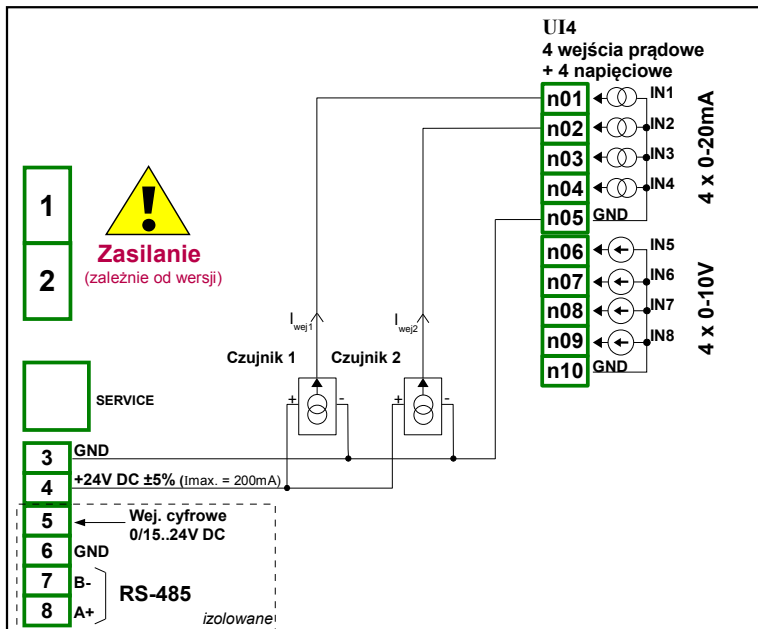 UI4
4 wejścia prądowe
+ 4 napięciowe
n01 IN1
n02 IN2
n03 IN3
n04 IN4
n05 GND
4 x 0-20mA
n06 IN5
n07 IN6
n08 IN7
n09 IN8
n10 GND
4 x 0-10V
1
2
!
Zasilanie
(zależnie od wersji)
Iwej1
Iwej2
Czujnik 1
Czujnik 2
+ -
+ -
SERVICE
3 GND
4 +24V DC ±5% (Imax. = 200mA)
5 Wej. cyfrowe
0/15..24V DC
6 GND
7 B-
8 A+
RS-485
izolowane